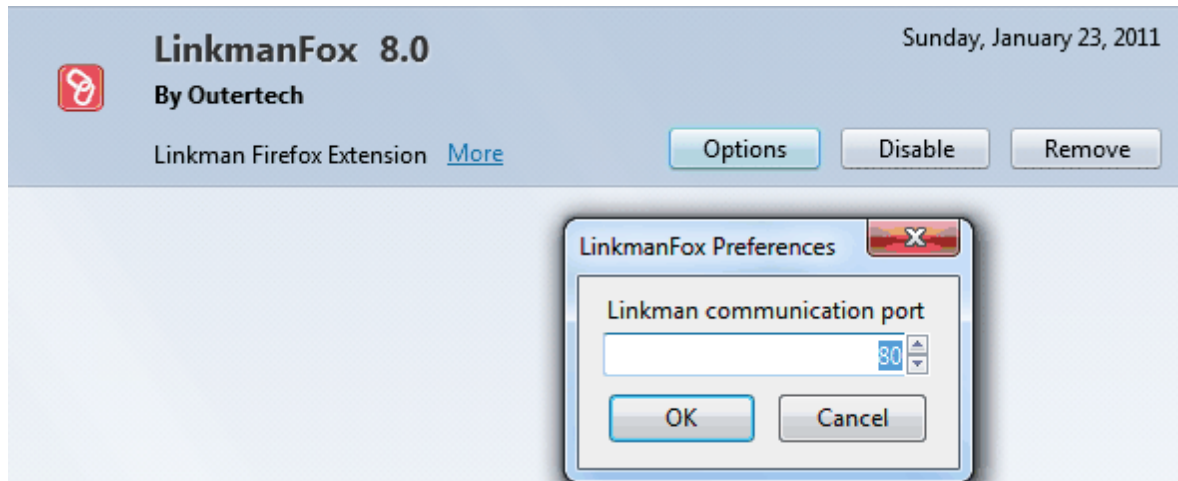 LinkmanFox 8.0
Sunday, January 23, 2011
By Outertech
Linkman Firefox Extension More
Options
Disable
Remove
LinkmanFox Preferences
Linkman communication port
80
OK
Cancel